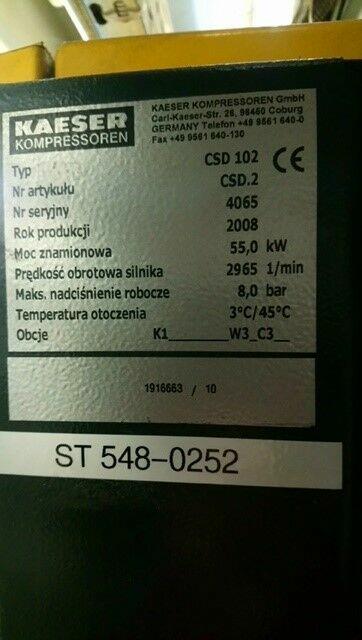 KAESER
KOMPRESSOREN
KAESER KOMPRESSOREN GmbH
Carl-Kaeser-Str. 26, 96450 Coburg
GERMANY Telefon +49 9561 640-0
Fax +49 9561 640-130
Typ CSD 102 CE
Nr artykułu CSD.2
Nr seryjny 4065
Rok produkcji 2008
Moc znamionowa 55,0 kW
Prędkość obrotowa silnika 2965 1/min
Maks. nadciśnienie robocze 8,0 bar
Temperatura otoczenia 3°C/45°C
Obcje K1_______W3_C3__
1916663 / 10
ST 548-0252